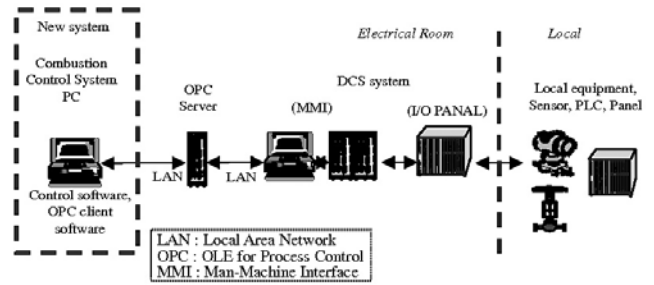 New system
Combustion
Control System
PC
Control software,
OPC client
software
LAN
OPC
Server
LAN
Electrical Room
DCS system
(MMI)
(I/O PANAL)
Local
Local equipment,
Sensor, PLC, Panel
LAN : Local Area Network
OPC : OLE for Process Control
MMI : Man-Machine Interface